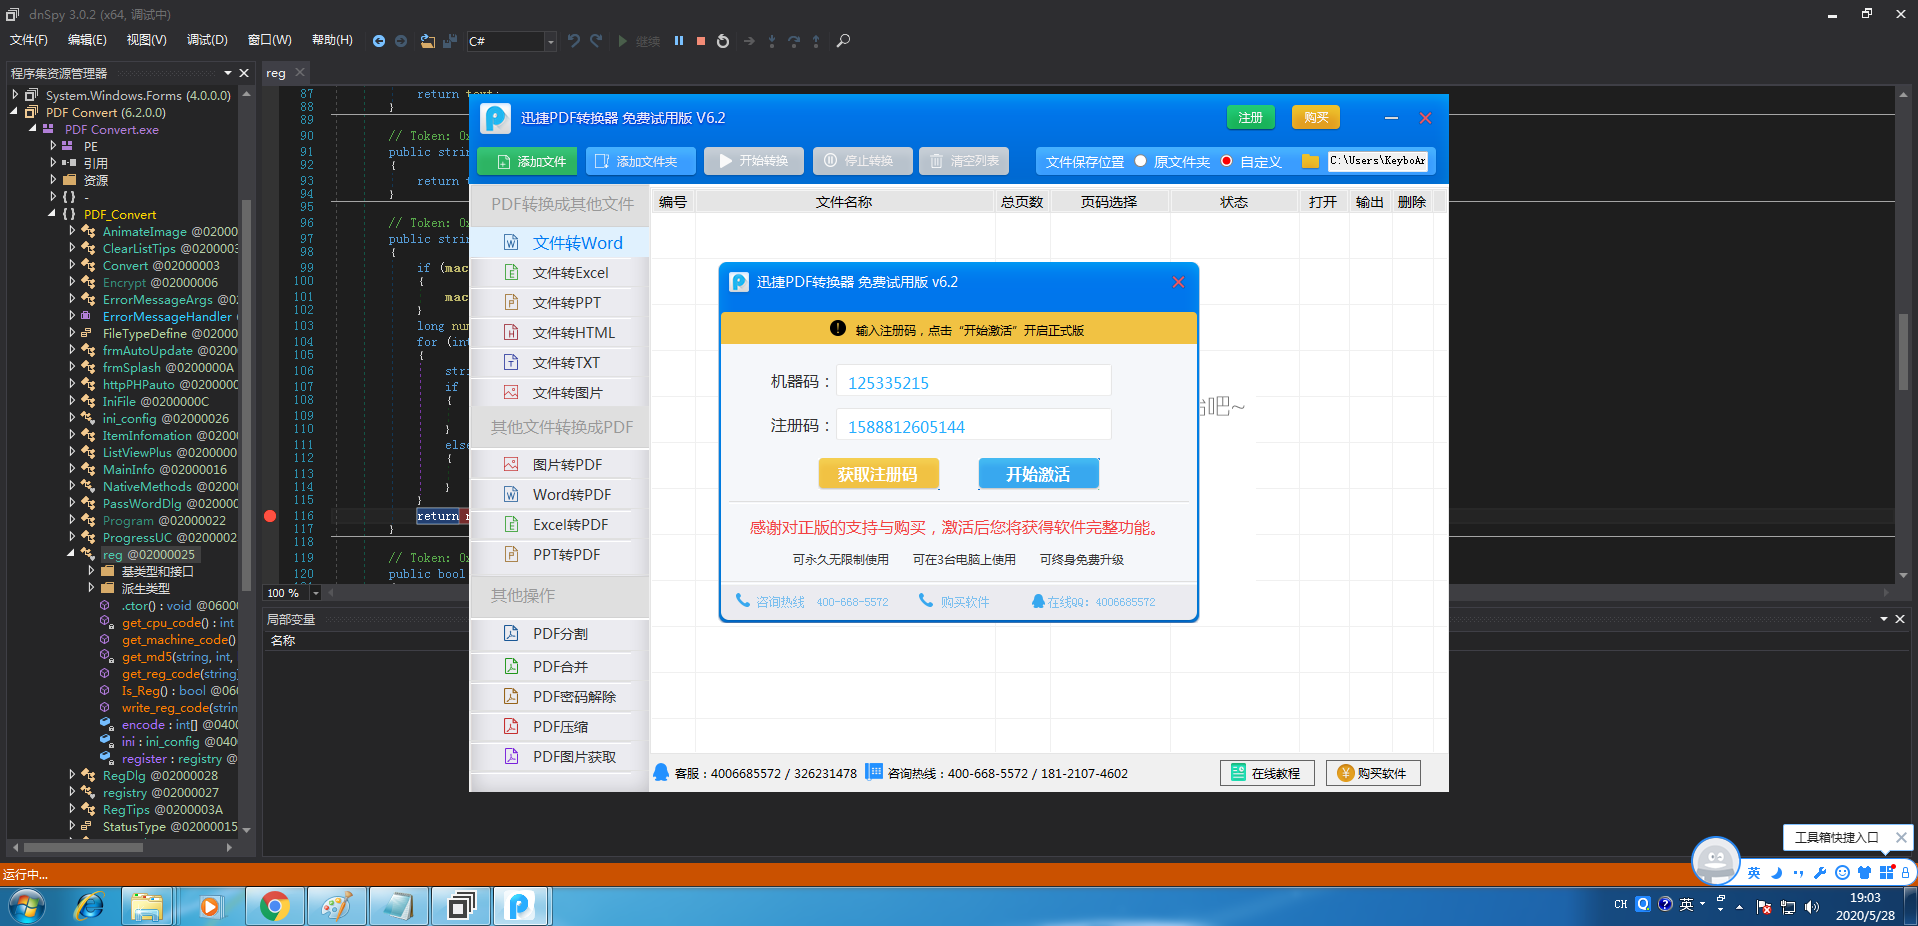 dnSpy 3.0.2 (x64, 调试中)
文件(F) 编辑(E) 视图(V) 调试(D) 窗口(W) 帮助(H) C# 继续
程序集资源管理器
System.Windows.Forms (4.0.0.0)
PDF Convert (6.2.0.0)
PDF Convert.exe
PE
引用
资源
{ } -
{ } PDF_Convert
AnimateImage @02000
ClearListTips @0200003
Convert @02000003
Encrypt @02000006
ErrorMessageArgs @02
ErrorMessageHandler
FileTypeDefine @02000
frmAutoUpdate @0200
frmSplash @0200000A
httpPHPauto @0200000
IniFile @0200000C
ini_config @02000026
ItemInfomation @02000
ListViewPlus @0200000
MainInfo @02000016
NativeMethods @0200
PassWordDlg @020000
Program @02000022
ProgressUC @0200002
reg @02000025
基类型和接口
派生类型
.ctor() : void @0600
get_cpu_code() : int
get_machine_code()
get_md5(string, int,
get_reg_code(string)
Is_Reg() : bool @060
write_reg_code(strin
encode : int[] @0400
ini : ini_config @040
register : registry @
RegDlg @02000028
registry @02000027
RegTips @0200003A
StatusType @02000015
reg
87 return text;
88 }
89
90 // Token: 0x
91 public strin
92 {
93 return t
94 }
95
96 // Token: 0x
97 public strin
98 {
99 if (mac
100 {
101 mac
102 }
103 long nu
104 for (int
105 {
106 str
107 if
108 {
109
110 }
111 else
112 {
113
114 }
115 }
116 return
117 }
118
119 // Token: 0x
120 public bool
100 %
局部变量
名称
迅捷PDF转换器 免费试用版 V6.2
注册 购买
添加文件 添加文件夹 开始转换 停止转换 清空列表 文件保存位置 原文件夹 自定义 C:\Users\KeyboAr
PDF转换成其他文件
文件转Word
文件转Excel
文件转PPT
文件转HTML
文件转TXT
文件转图片
其他文件转换成PDF
图片转PDF
Word转PDF
Excel转PDF
PPT转PDF
其他操作
PDF分割
PDF合并
PDF密码解除
PDF压缩
PDF图片获取
编号 文件名称 总页数 页码选择 状态 打开 输出 删除
吧~
迅捷PDF转换器 免费试用版 v6.2
输入注册码，点击“开始激活”开启正式版
机器码： 125335215
注册码： 1588812605144
获取注册码 开始激活
感谢对正版的支持与购买，激活后您将获得软件完整功能。
可永久无限制使用 可在3台电脑上使用 可终身免费升级
咨询热线 400-668-5572 购买软件 在线QQ: 4006685572
客服：4006685572 / 326231478 咨询热线：400-668-5572 / 181-2107-4602
在线教程 购买软件
工具箱快捷入口
英
运行中...
CH 英
19:03
2020/5/28